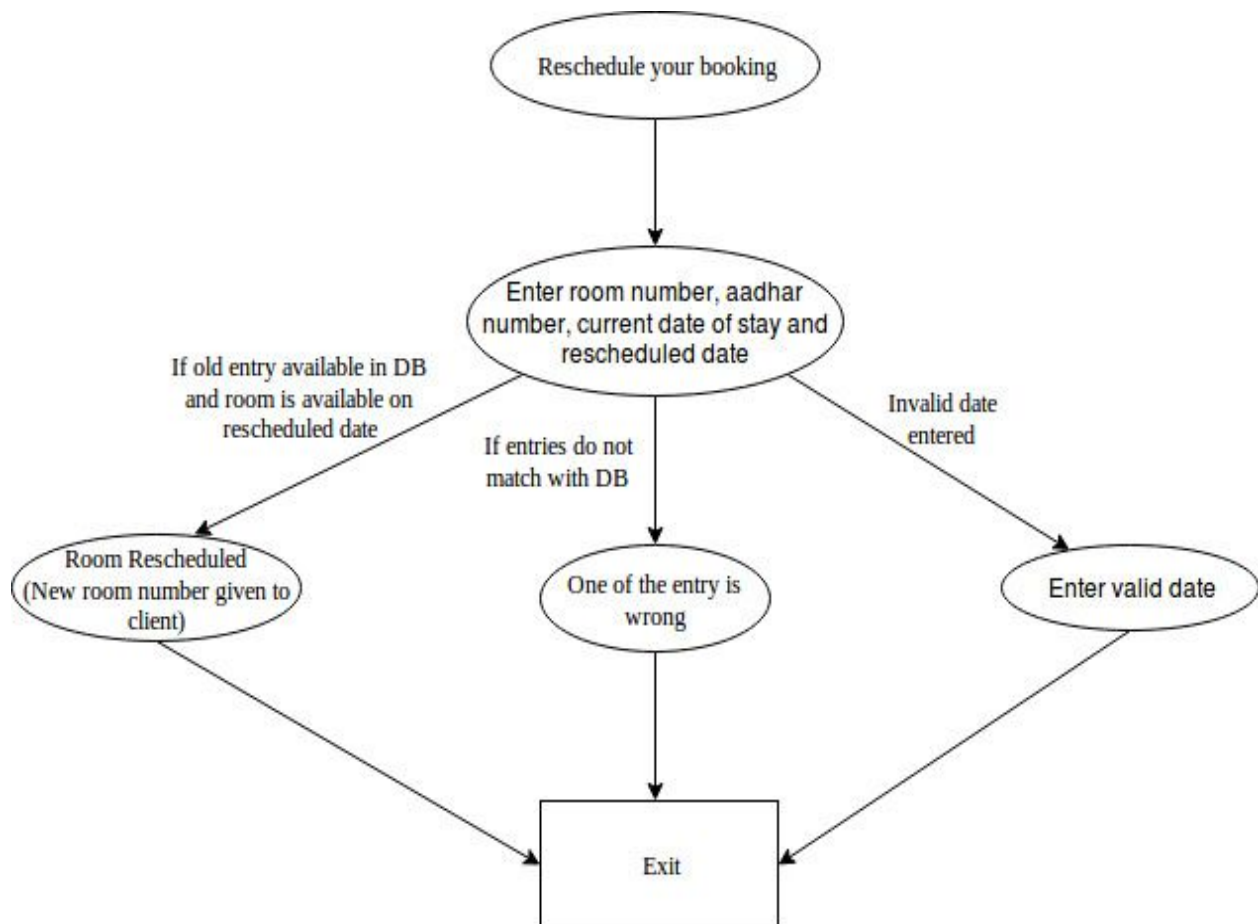 Reschedule your booking
Enter room number, aadhar
number, current date of stay and
rescheduled date
If old entry available in DB
and room is available on
rescheduled date
If entries do not
match with DB
Invalid date
entered
Room Rescheduled
(New room number given to
client)
One of the entry is
wrong
Enter valid date
Exit